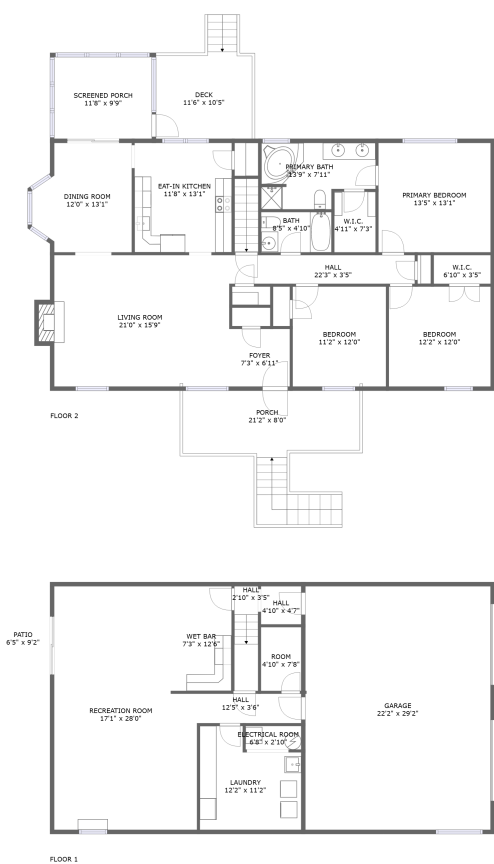 SCREENED PORCH
11'8" x 9'9"
DECK
11'6" x 10'5"
DINING ROOM
12'0" x 13'1"
EAT-IN KITCHEN
11'8" x 13'1"
PRIMARY BATH
13'9" x 7'11"
PRIMARY BEDROOM
13'5" x 13'1"
BATH
8'5" x 4'10"
W.I.C.
4'11" x 7'3"
HALL
22'3" x 3'5"
W.I.C.
6'10" x 3'5"
LIVING ROOM
21'0" x 15'9"
FOYER
7'3" x 6'11"
BEDROOM
11'2" x 12'0"
BEDROOM
12'2" x 12'0"
PORCH
21'2" x 8'0"
FLOOR 2
HALL
2'10" x 3'5"
HALL
4'10" x 4'7"
PATIO
6'5" x 9'2"
WET BAR
7'3" x 12'6"
ROOM
4'10" x 7'8"
HALL
12'5" x 3'6"
RECREATION ROOM
17'1" x 28'0"
GARAGE
22'2" x 29'2"
ELECTRICAL ROOM
6'8" x 2'10"
LAUNDRY
12'2" x 11'2"
FLOOR 1